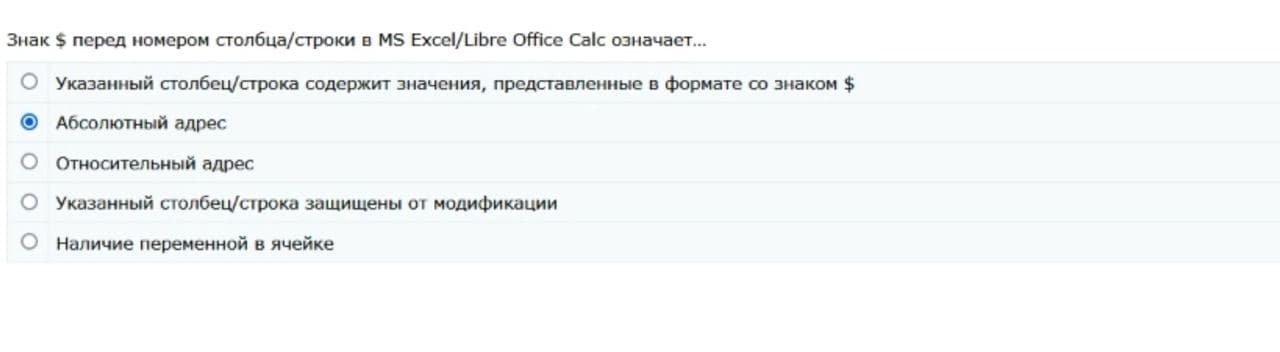 Знак $ перед номером столбца/строки в MS Excel/Libre Office Calc означает...
Указанный столбец/строка содержит значения, представленные в формате со знаком $
Абсолютный адрес
Относительный адрес
Указанный столбец/строка защищены от модификации
Наличие переменной в ячейке